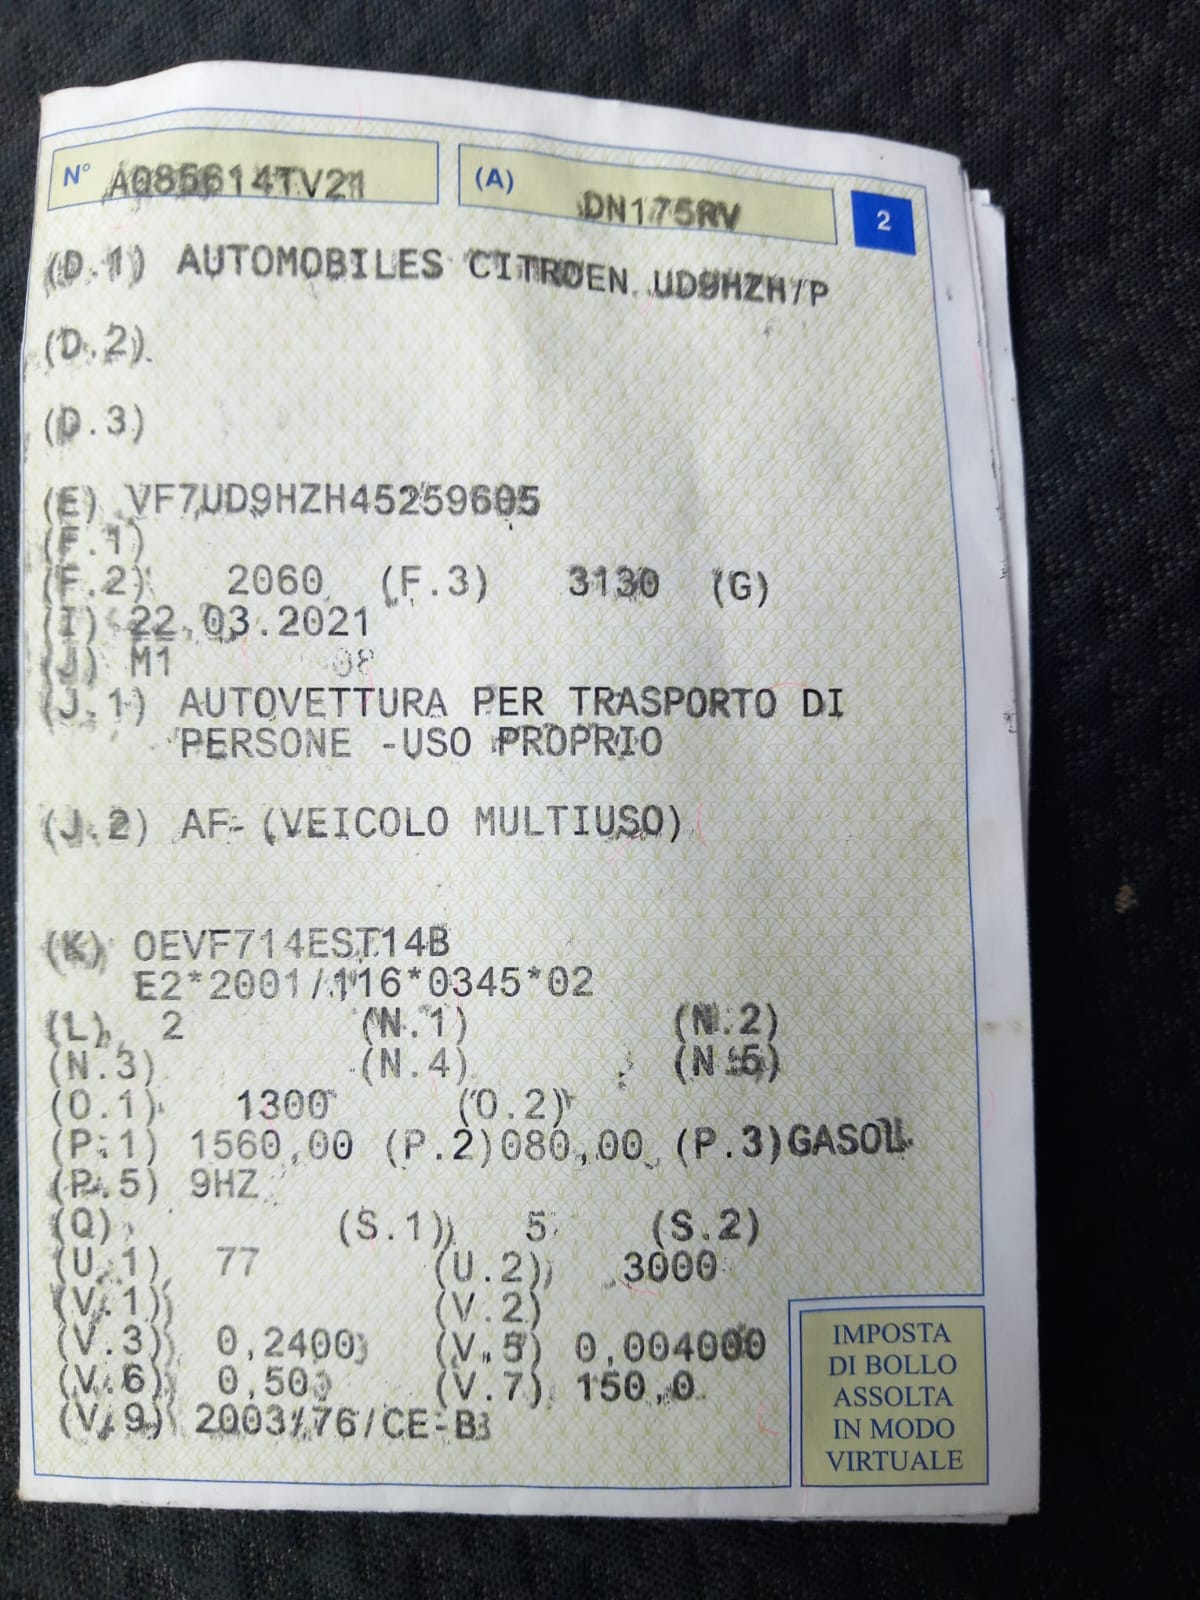 N° A085614TV21 (A) DN175RV 2
(D.1) AUTOMOBILES CITROEN UD9HZH/P
(D.2)
(D.3)
(E) VF7UD9HZH45259605
(F.1)
(F.2) 2060 (F.3) 3130 (G)
(I) 22.03.2021
(J) M1 08
(J.1) AUTOVETTURA PER TRASPORTO DI
PERSONE -USO PROPRIO
(J.2) AF- (VEICOLO MULTIUSO)
(K) OEVF714EST14B
E2*2001/116*0345*02
(L) 2 (N.1) (N.2)
(N.3) (N.4) (N.5)
(O.1) 1300 (O.2)
(P.1) 1560,00 (P.2)080,00 (P.3)GASOL
(P.5) 9HZ
(Q) (S.1) 5 (S.2)
(U.1) 77 (U.2) 3000
(V.1) (V.2)
(V.3) 0,2400 (V.5) 0,004000
(V.6) 0,50 (V.7) 150,0
(V.9) 2003/76/CE-B
IMPOSTA
DI BOLLO
ASSOLTA
IN MODO
VIRTUALE